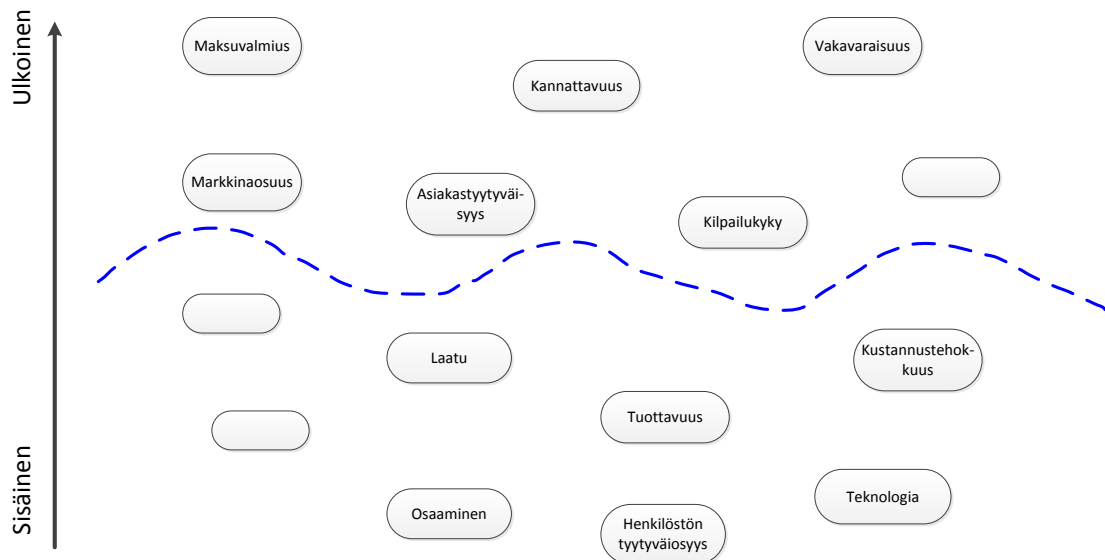 Ulkoinen
Maksuvalmius
Vakavaraisuus
Kannattavuus
Markkinaosuus
Asiakastyytyväi-
syys
Kilpailukyky
Laatu
Kustannustehok-
kuus
Tuottavuus
Sisäinen
Osaaminen
Teknologia
Henkilöstön
tyytyväiosyys